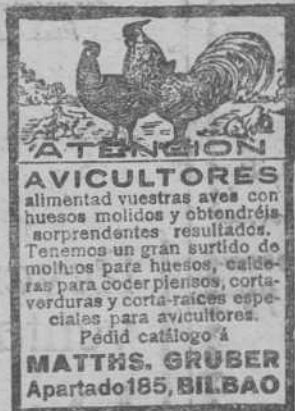 ATENCION
AVICULTORES
alimentad vuestras aves con
huesos molidos y obtendréis
sorprendentes resultados.
Tenemos un gran surtido de
molinos para huesos, calde-
ras para cocer piensos, corta-
verduras y corta-raíces espe-
ciales para avicultores.
Pedid catálogo á
MATTHS. GRUBER
Apartado 185, BILBAO